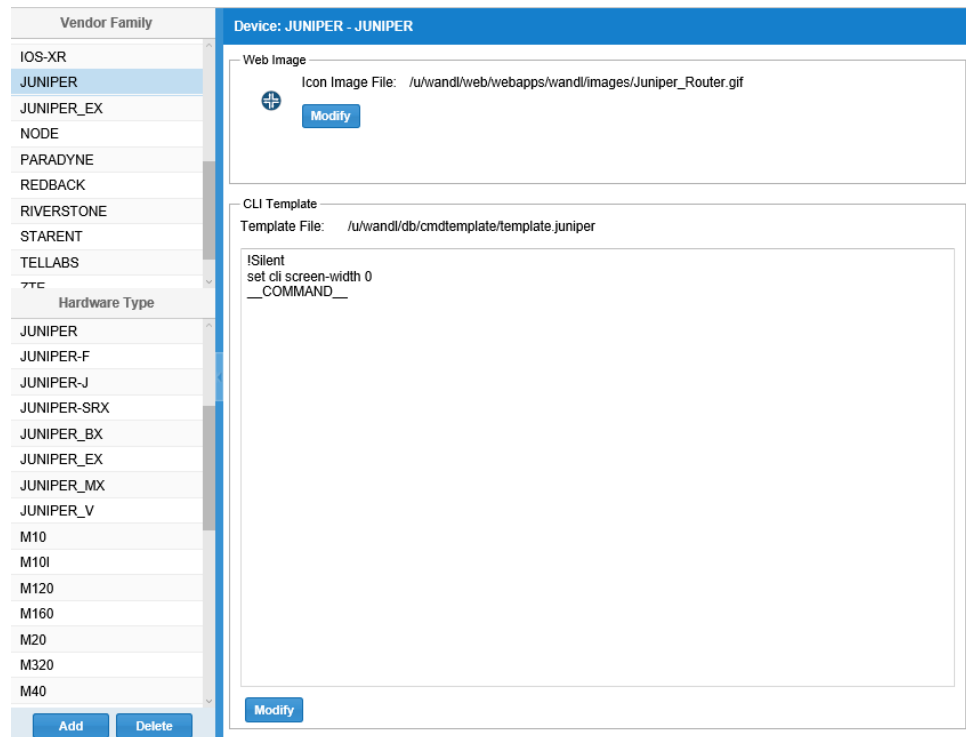 Vendor Family
IOS-XR
JUNIPER
JUNIPER_EX
NODE
PARADYNE
REDBACK
RIVERSTONE
STARENT
TELLABS
ZTE
Hardware Type
JUNIPER
JUNIPER-F
JUNIPER-J
JUNIPER-SRX
JUNIPER_BX
JUNIPER_EX
JUNIPER_MX
JUNIPER_V
M10
M10I
M120
M160
M20
M320
M40
Add Delete
Device: JUNIPER - JUNIPER
Web Image
Icon Image File: /u/wandl/web/webapps/wandl/images/Juniper_Router.gif
Modify
CLI Template
Template File: /u/wandl/db/cmdtemplate/template.juniper
!Silent
set cli screen-width 0
__COMMAND__
Modify